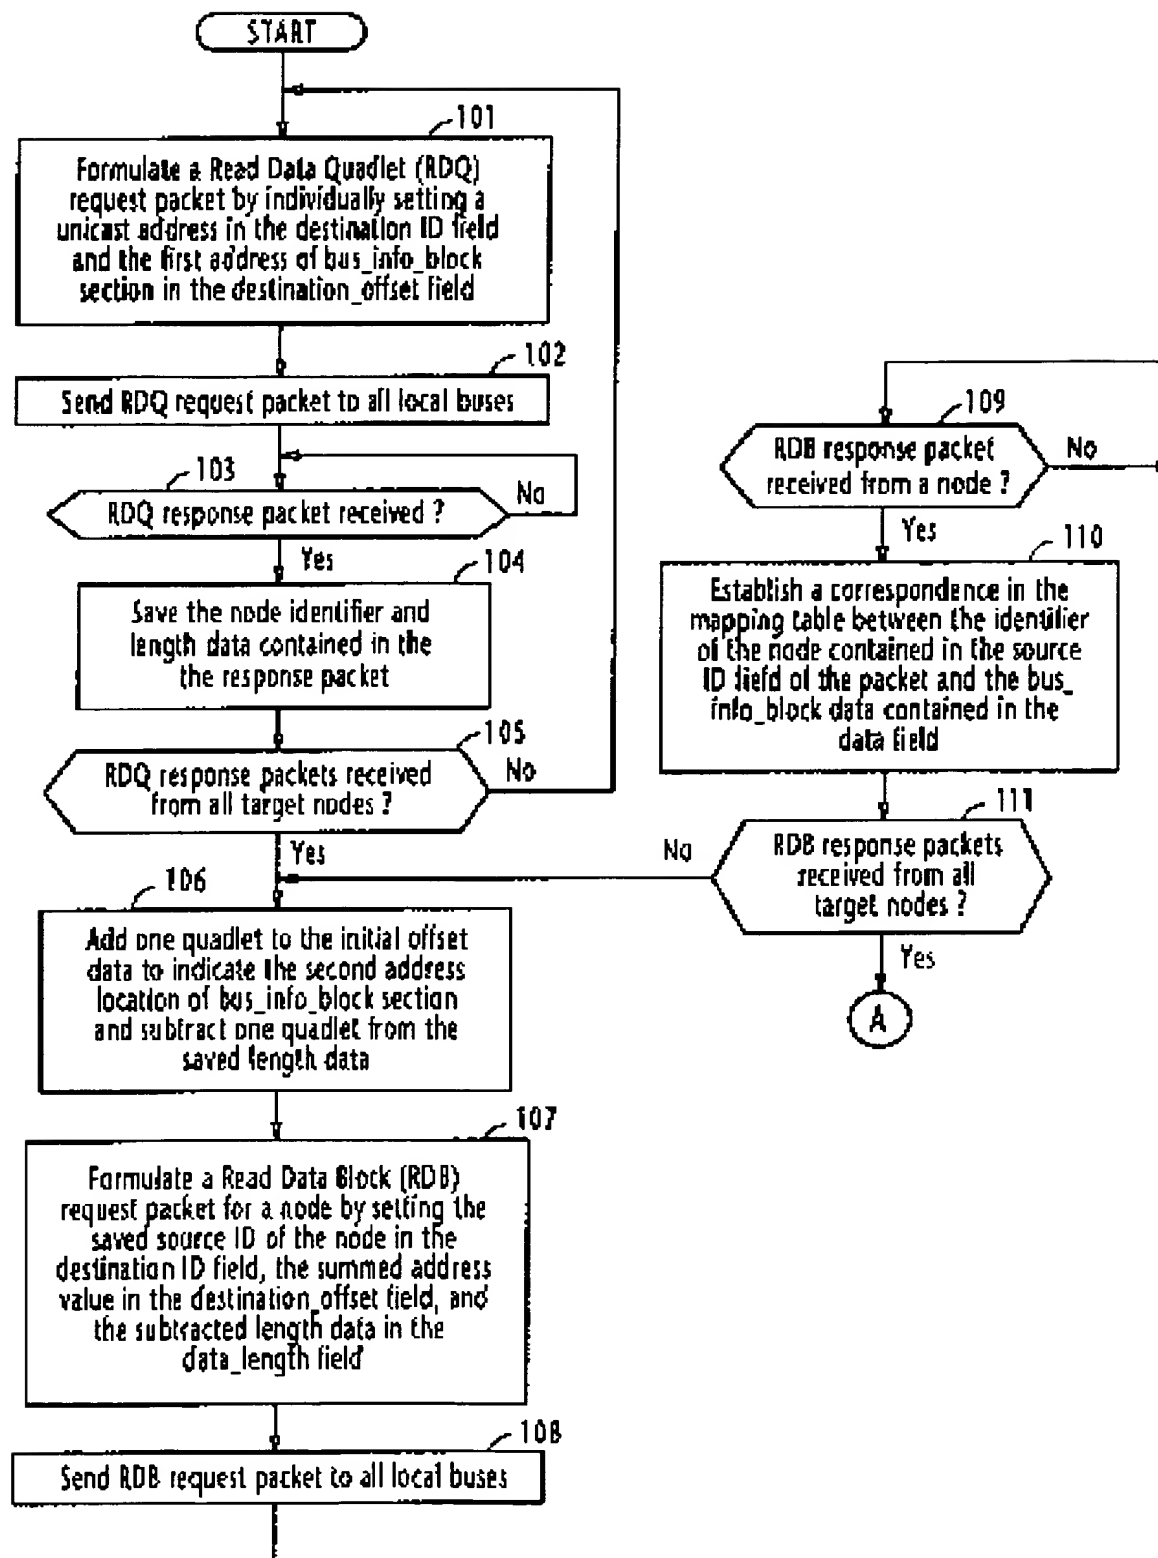 START
101
Formulate a Read Data Quadlet (RDQ)
request packet by individually setting a
unicast address in the destination ID field
and the first address of bus_info_block
section in the destination_offset field
102
Send RDQ request packet to all local buses
103
RDQ response packet received ?
No
Yes
104
Save the node identifier and
length data contained in the
the response packet
105
RDQ response packets received
from all target nodes ?
No
Yes
106
Add one quadlet to the initial offset
data to indicate the second address
location of bus_info_block section
and subtract one quadlet from the
saved length data
107
Formulate a Read Data Block (RDB)
request packet for a node by setting the
saved source ID of the node in the
destination ID field, the summed address
value in the destination_offset field, and
the subtracted length data in the
data_length field
108
Send RDB request packet to all local buses
109
RDB response packet
received from a node ?
No
Yes
110
Establish a correspondence in the
mapping table between the identifier
of the node contained in the source
ID field of the packet and the bus_
info_block data contained in the
data field
111
RDB response packets
received from all
target nodes ?
No
Yes
A